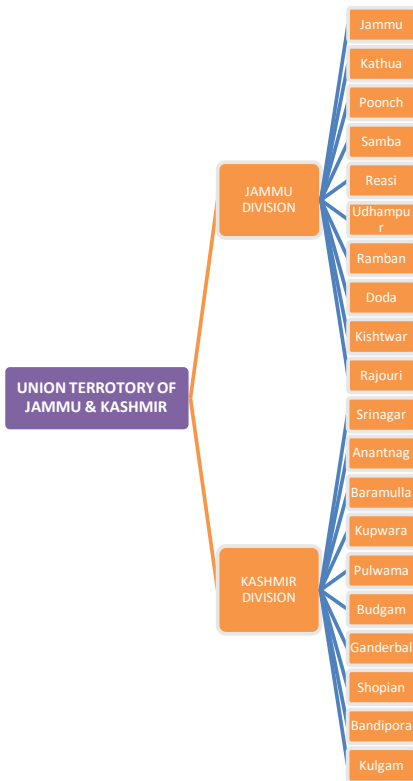 Jammu
Kathua
Poonch
Samba
Reasi
Udhampu
r
Ramban
Doda
Kishtwar
Rajouri
JAMMU
DIVISION
UNION TERROTORY OF
JAMMU & KASHMIR
Srinagar
Anantnag
Baramulla
Kupwara
Pulwama
Budgam
Ganderbal
Shopian
Bandipora
Kulgam
KASHMIR
DIVISION